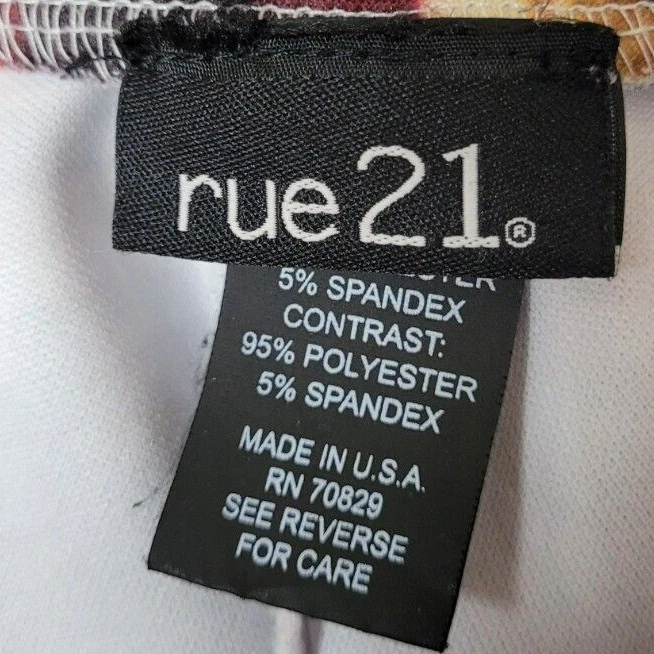 rue21®
5% SPANDEX
CONTRAST:
95% POLYESTER
5% SPANDEX
MADE IN U.S.A.
RN 70829
SEE REVERSE
FOR CARE